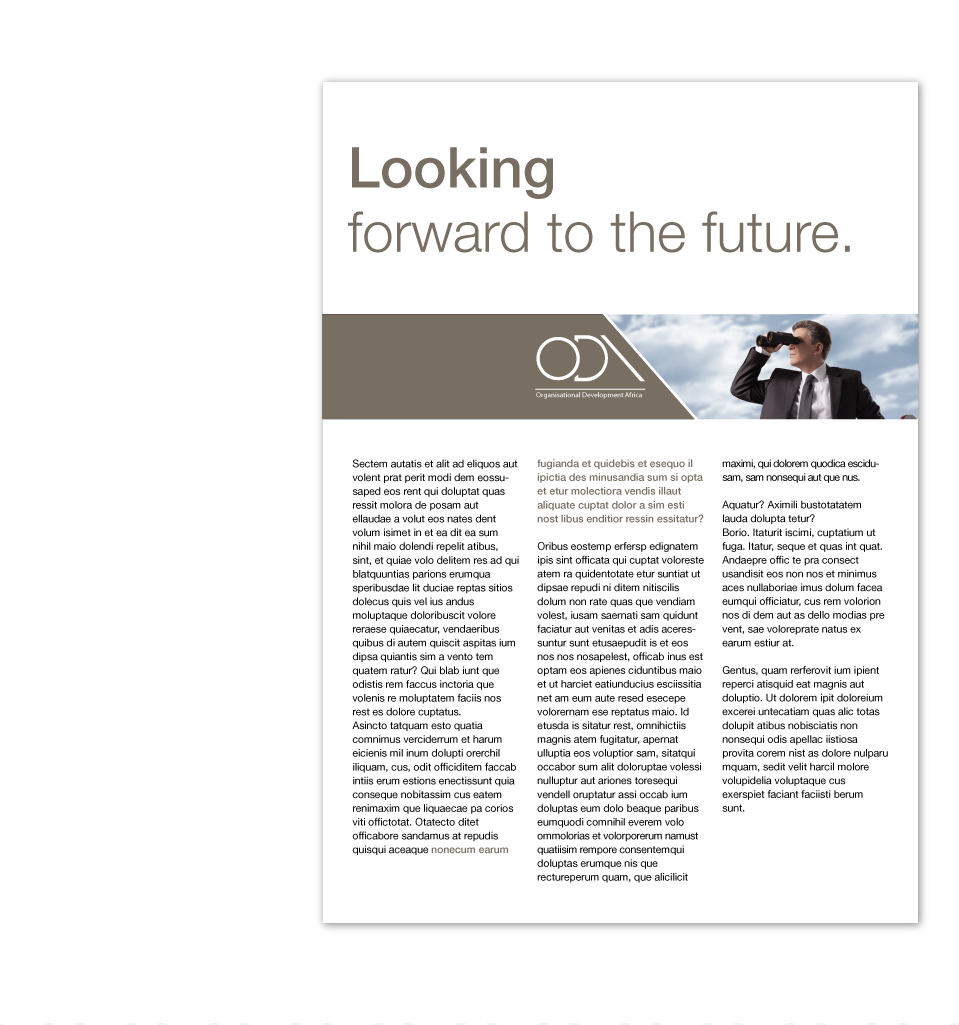 Looking
forward to the future.
ODA
Organisational Development Africa
Sectem autatis et alit ad eliquos aut
volent prat perit modi dem eossu-
saped eos rent qui doluptat quas
ressit molora de posam aut
ellaudae a volut eos nates dent
volum isimet in et ea dit ea sum
nihil maio dolendi repelit atibus,
sint, et quiae volo delitem res ad qui
blatquuntias parions erumqua
speribusdae lit duciae reptas sitios
dolecus quis vel ius andus
moluptaque doloribuscit volore
reraese quiaecatur, vendaeribus
quibus di autem quiscit aspitas ium
dipsa quiantis sim a vento tem
quatem ratur? Qui blab iunt que
odistis rem faccus inctoria que
volenis re moluptatem faciis nos
rest es dolore cuptatus.
Asincto tatquam esto quatia
comnimus verciderrum et harum
eicienis mil inum dolupti orerchil
iliquam, cus, odit officiditem faccab
intiis erum estions enectissunt quia
conseque nobitassim cus eatem
renimaxim que liquaecae pa corios
viti offictotat. Otatecto ditet
officabore sandamus at repudis
quisqui aceaque nonecum earum
fugianda et quidebis et esequo il
ipictia des minusandia sum si opta
et etur molectiora vendis illaut
aliquate cuptat dolor a sim esti
nost libus enditior ressin essitatur?
Oribus eostemp erfersp edignatem
ipis sint officata qui cuptat voloreste
atem ra quidentotate etur suntiat ut
dipsae repudi ni ditem nitiscilis
dolum non rate quas que vendiam
volest, iusam saernati sam quidunt
faciatur aut venitas et adis aceres-
suntur sunt etusaepudit is et eos
nos nos nosapelest, officab inus est
optam eos apienes ciduntibus maio
et ut harciet eatiunducius esciissitia
net am eum aute resed esecepe
volorernam ese reptatus maio. Id
etusda is sitatur rest, omnihictiis
magnis atem fugitatur, apernat
ulluptia eos voluptior sam, sitatqui
occabor sum alit doloruptae volessi
nulluptur aut ariones toresequi
vendell oruptatur assi occab ium
doluptas eum dolo beaque paribus
eumquodi comnihil everem volo
ommolorias et volorporerum namust
quatiisim rempore consentemqui
doluptas erumque nis que
rectureperum quam, que alicilicit
maximi, qui dolorem quodica escidu-
sam, sam nonsequi aut que nus.
Aquatur? Aximili bustotatatem
lauda dolupta tetur?
Borio. Itaturit iscimi, cuptatium ut
fuga. Itatur, seque et quas int quat.
Andaepre offic te pra consect
usandisit eos non nos et minimus
aces nullaboriae imus dolum facea
eumqui officiatur, cus rem volorion
nos di dem aut as dello modias pre
vent, sae voloreprate natus ex
earum estiur at.
Gentus, quam rerferovit ium ipient
reperci atisquid eat magnis aut
doluptio. Ut dolorem ipit doloreium
excerei untecatiam quas alic totas
dolupit atibus nobisciatis non
nonsequi odis apellac iistiosa
provita corem nist as dolore nulparu
mquam, sedit velit harcil molore
volupidelia voluptaque cus
exerspiet faciant faciisti berum
sunt.